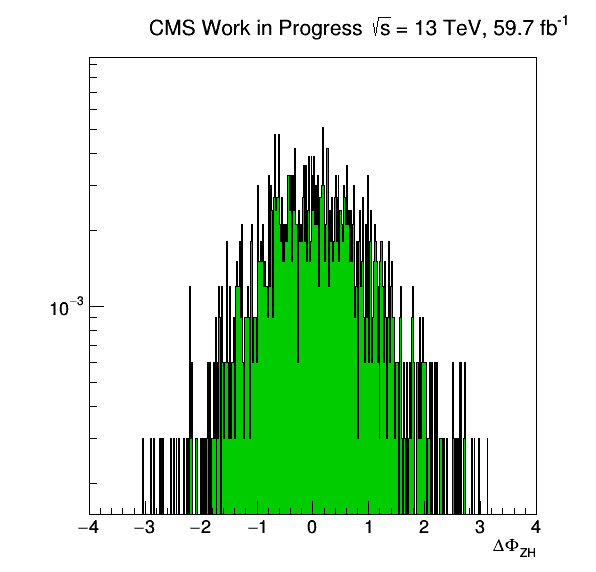 CMS Work in Progress √s = 13 TeV, 59.7 fb⁻¹
10⁻³
−4 −3 −2 −1 0 1 2 3 4
ΔΦ_ZH